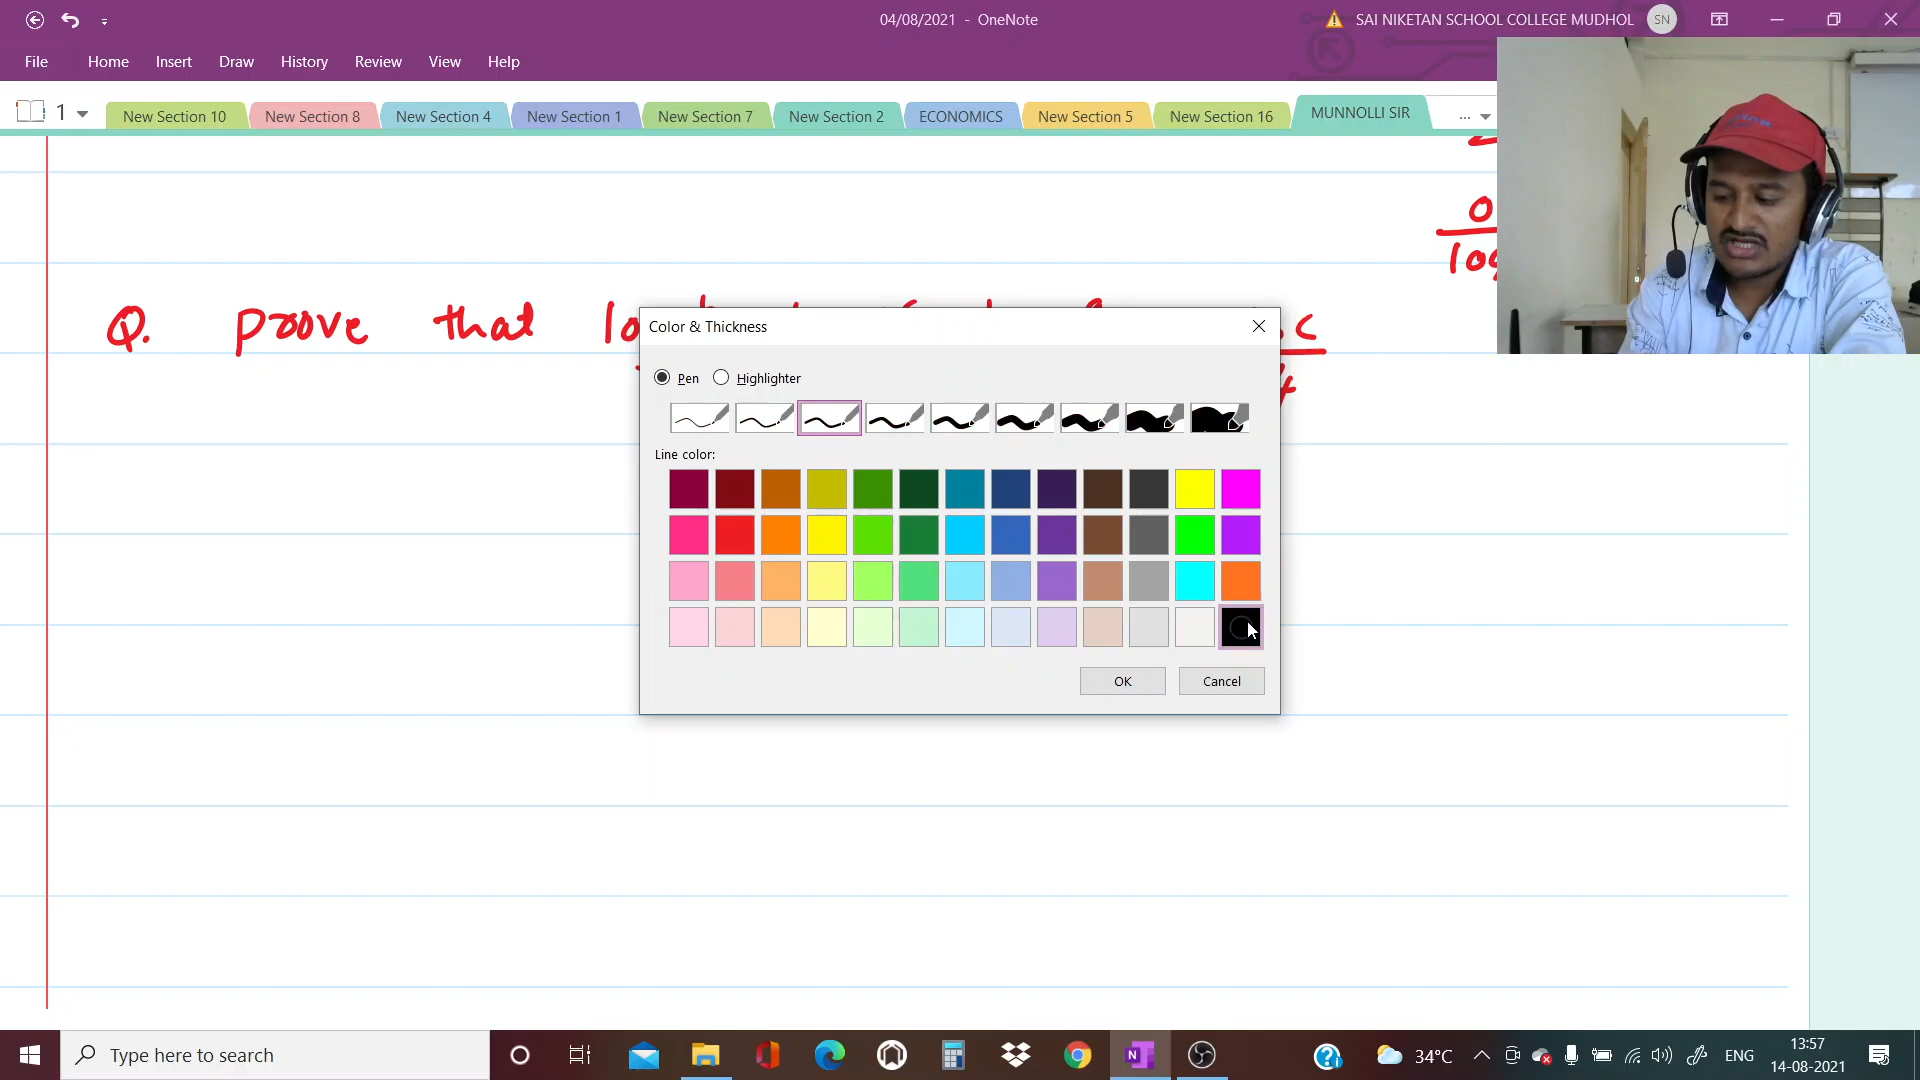 04/08/2021 - OneNote
SAI NIKETAN SCHOOL COLLEGE MUDHOL SN
File Home Insert Draw History Review View Help
1 New Section 10 New Section 8 New Section 4 New Section 1 New Section 7 New Section 2 ECONOMICS New Section 5 New Section 16 MUNNOLLI SIR ...
0
log
Q. prove that
c
Color & Thickness
Pen Highlighter
Line color:
OK Cancel
Type here to search
34°C ENG 13:57
14-08-2021